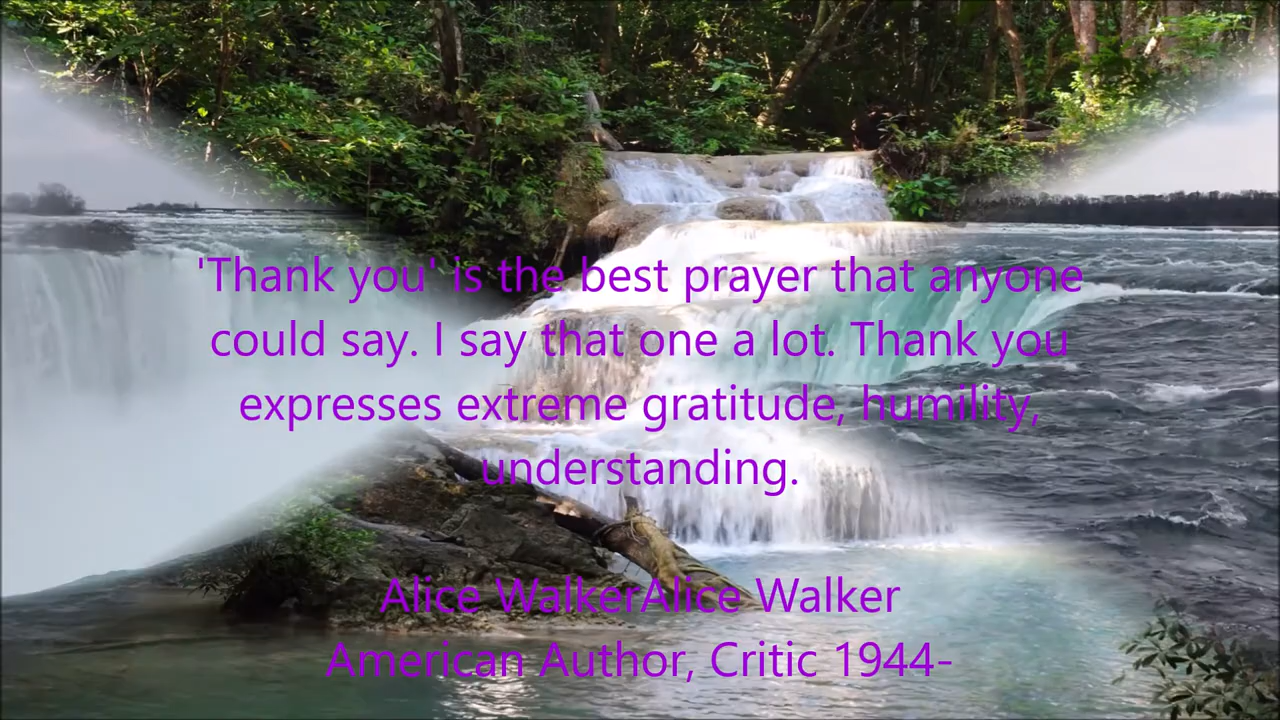 'Thank you' is the best prayer that anyone
could say. I say that one a lot. Thank you
expresses extreme gratitude, humility,
understanding.
Alice WalkerAlice Walker
American Author, Critic 1944-